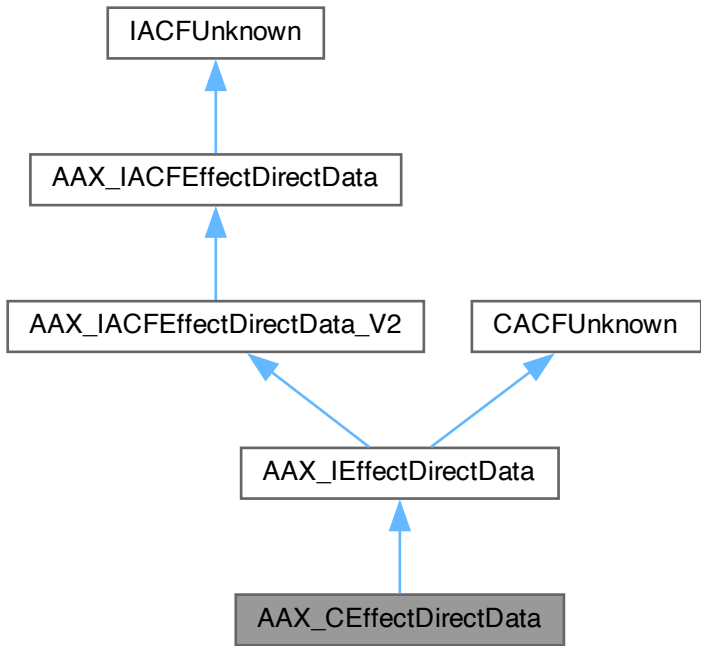 IACFUnknown
AAX_IACFEffectDirectData
AAX_IACFEffectDirectData_V2
CACFUnknown
AAX_IEffectDirectData
AAX_CEffectDirectData